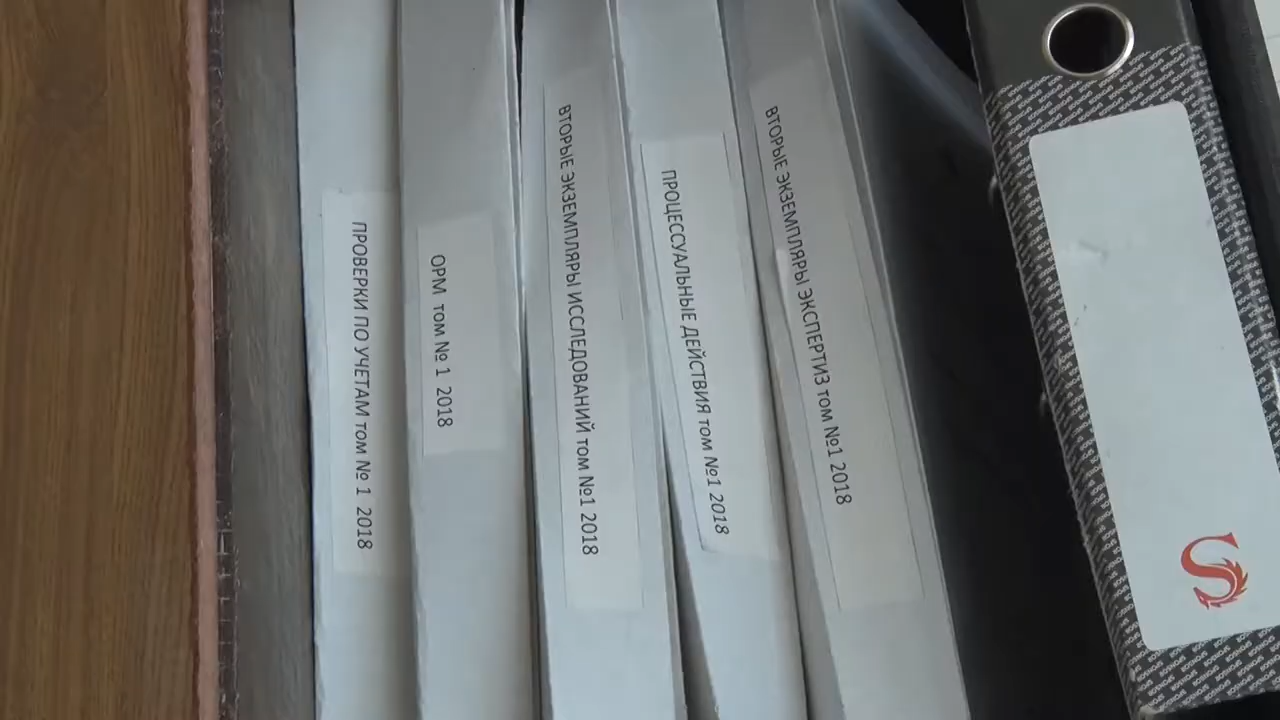 ПРОВЕРКИ ПО УЧЕТАМ том № 1 2018
ОРМ том № 1 2018
ВТОРЫЕ ЭКЗЕМПЛЯРЫ ИССЛЕДОВАНИЙ том №1 2018
ПРОЦЕССУАЛЬНЫЕ ДЕЙСТВИЯ том №1 2018
ВТОРЫЕ ЭКЗЕМПЛЯРЫ ЭКСПЕРТИЗ том №1 2018
S
SPONSOR